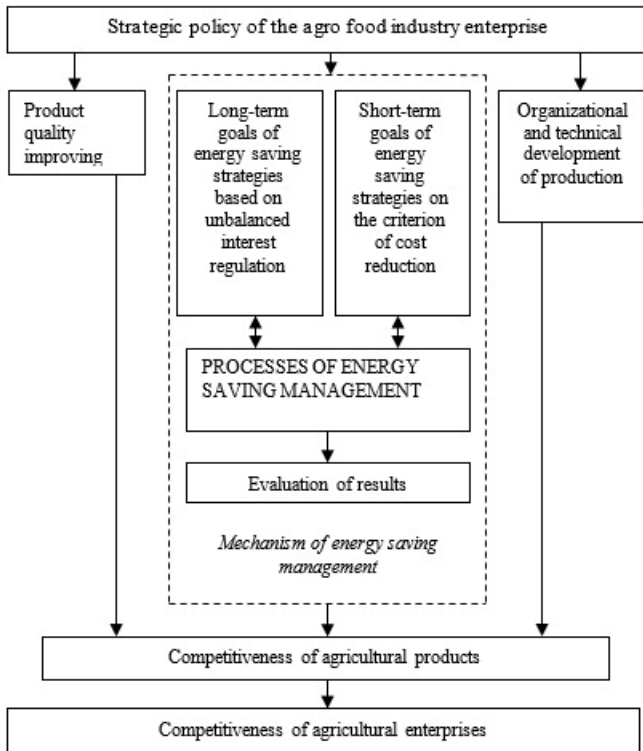 Strategic policy of the agro food industry enterprise
Product
quality
improving
Long-term
goals of
energy saving
strategies
based on
unbalanced
interest
regulation
Short-term
goals of
energy
saving
strategies on
the criterion
of cost
reduction
Organizational
and technical
development
of production
PROCESSES OF ENERGY
SAVING MANAGEMENT
Evaluation of results
Mechanism of energy saving
management
Competitiveness of agricultural products
Competitiveness of agricultural enterprises